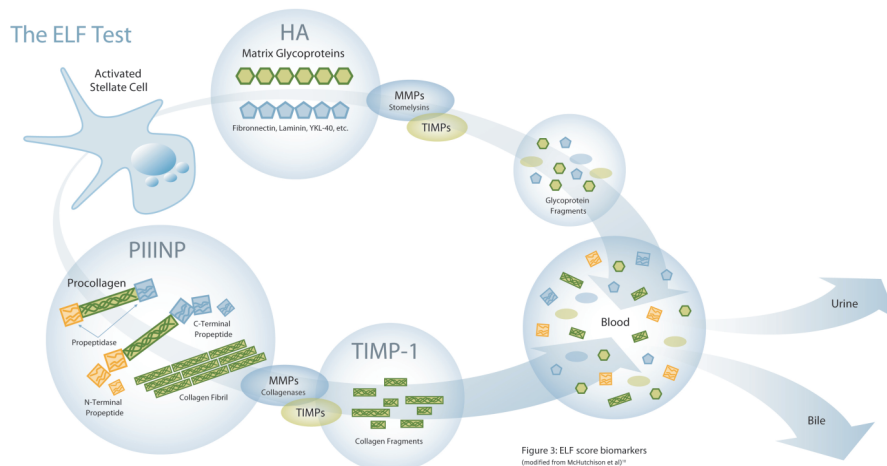 The ELF Test
Activated
Stellate Cell
HA
Matrix Glycoproteins
Fibronnectin, Laminin, YKL-40, etc.
MMPs
Stomelysins
TIMPs
Glycoprotein
Fragments
PIIINP
Procollagen
Propeptidase
C-Terminal
Propeptide
N-Terminal
Propeptide
Collagen Fibril
MMPs
Collagenases
TIMPs
TIMP-1
Collagen Fragments
Blood
Urine
Bile
Figure 3: ELF score biomarkers
(modified from McHutchison et al)